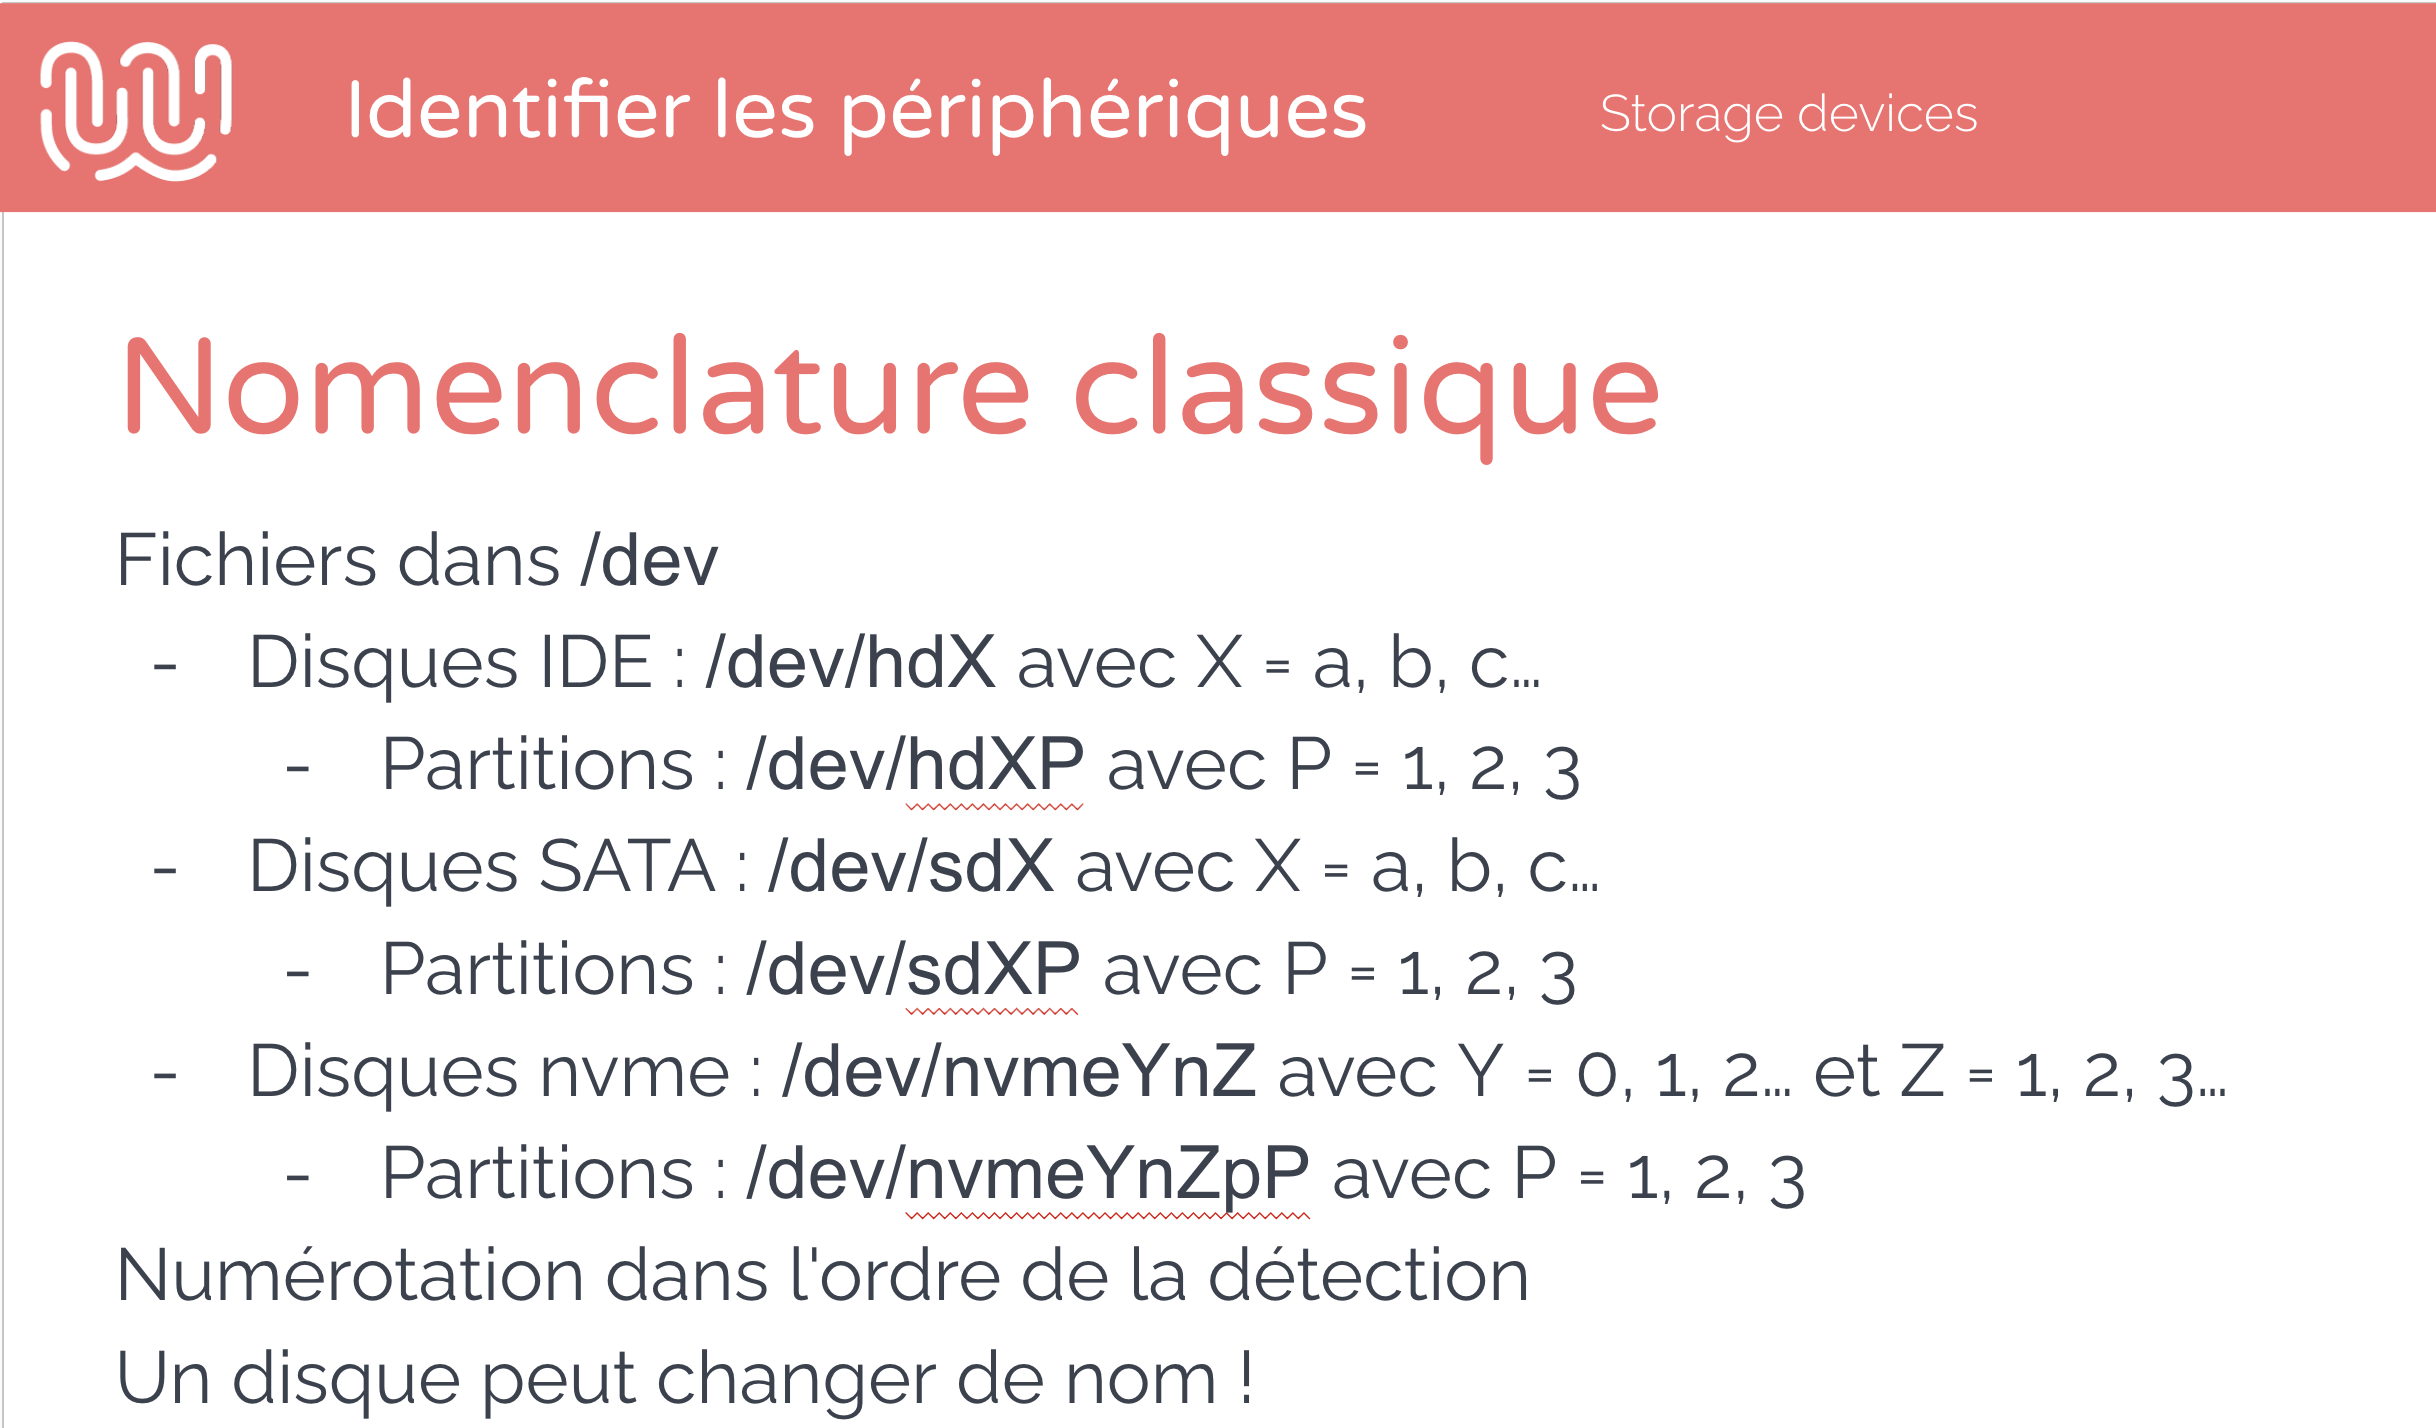 Identifier les périphériques
Storage devices
Nomenclature classique
Fichiers dans /dev
- Disques IDE : /dev/hdX avec X = a, b, c…
- Partitions : /dev/hdXP avec P = 1, 2, 3
- Disques SATA : /dev/sdX avec X = a, b, c…
- Partitions : /dev/sdXP avec P = 1, 2, 3
- Disques nvme : /dev/nvmeYnZ avec Y = 0, 1, 2… et Z = 1, 2, 3…
- Partitions : /dev/nvmeYnZpP avec P = 1, 2, 3
Numérotation dans l'ordre de la détection
Un disque peut changer de nom !